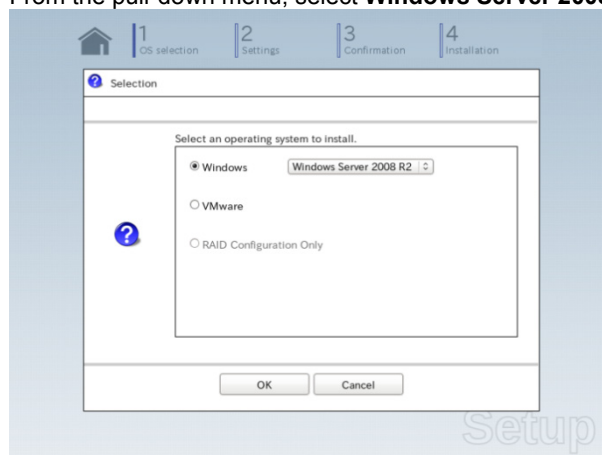 From the pull-down menu, select Windows Server 200
1 OS selection 2 Settings 3 Confirmation 4 Installation
Selection
Select an operating system to install.
Windows Windows Server 2008 R2
VMware
RAID Configuration Only
OK Cancel
Setup